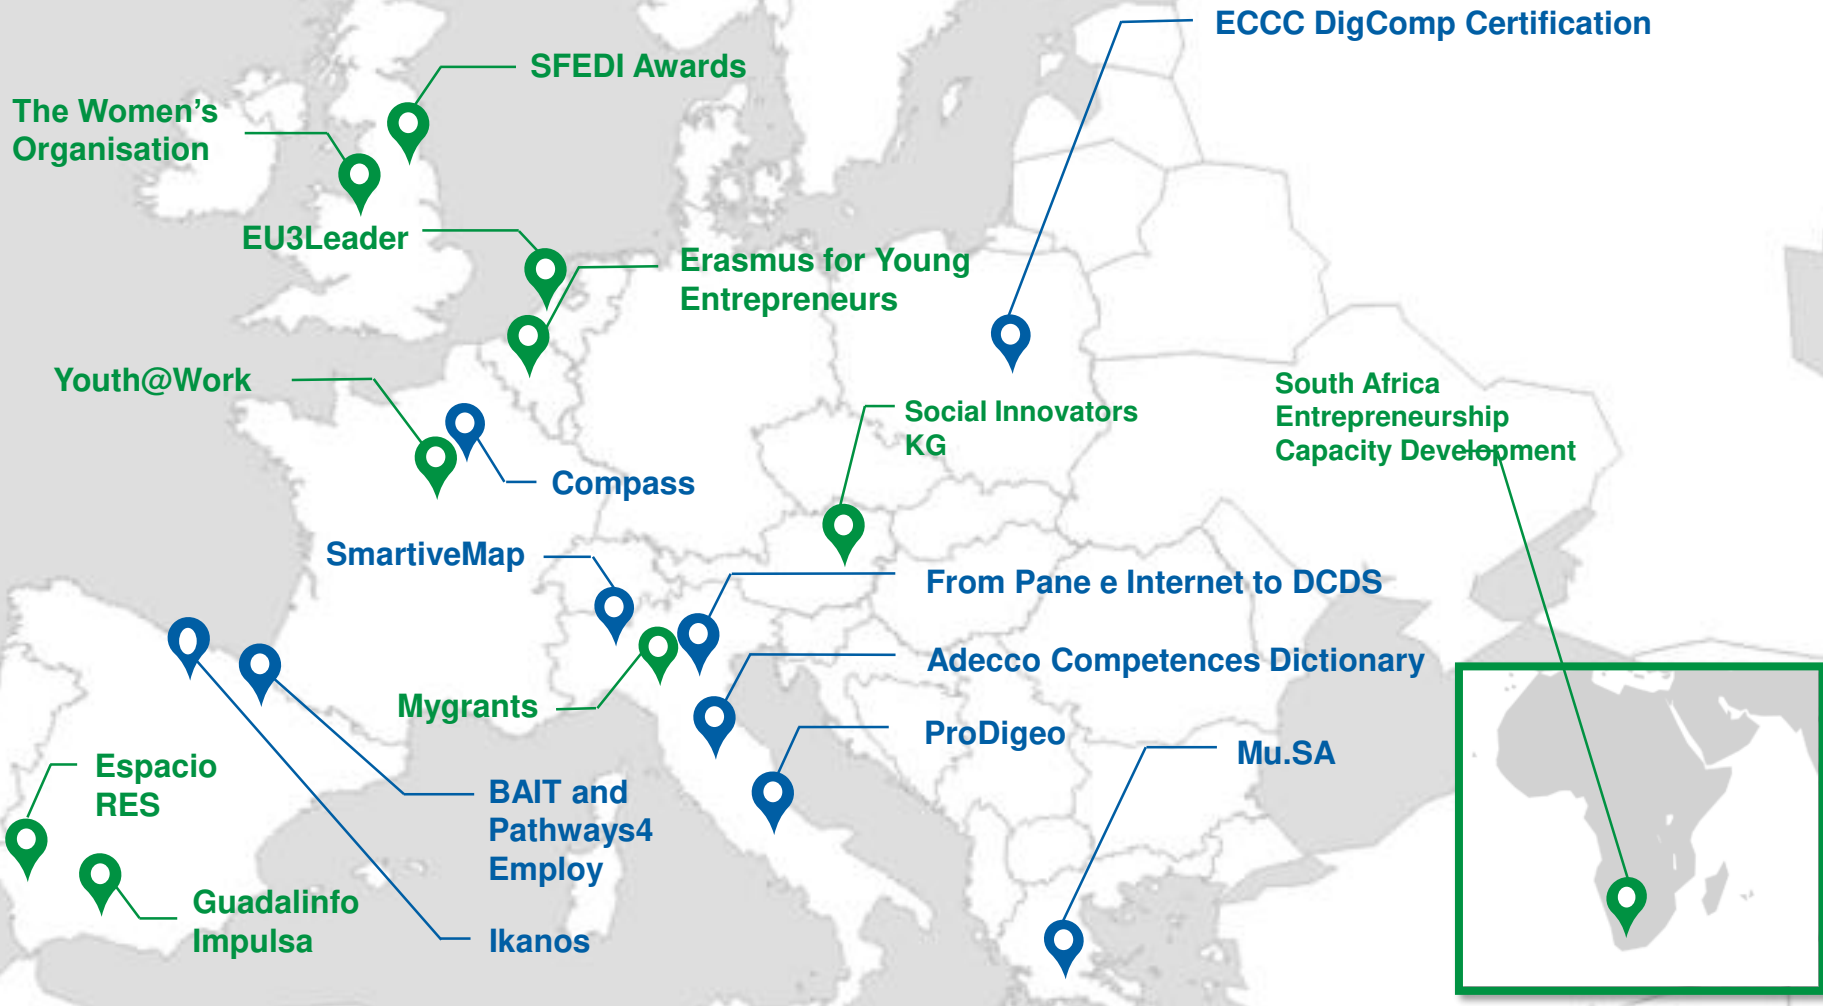 ECCC DigComp Certification
SFEDI Awards
The Women's
Organisation
EU3Leader
Erasmus for Young
Entrepreneurs
Youth@Work
South Africa
Entrepreneurship
Capacity Development
Social Innovators
KG
Compass
SmartiveMap
From Pane e Internet to DCDS
Adecco Competences Dictionary
Mygrants
ProDigeo
Mu.SA
Espacio
RES
BAIT and
Pathways4
Employ
Guadalinfo
Impulsa
Ikanos